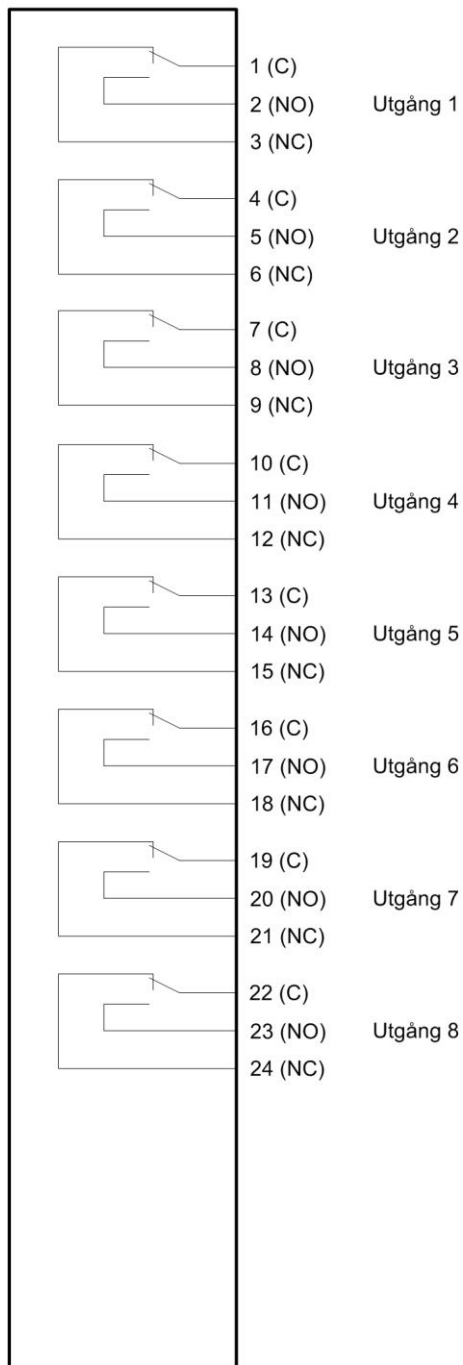 1 (C)
2 (NO) Utgång 1
3 (NC)
4 (C)
5 (NO) Utgång 2
6 (NC)
7 (C)
8 (NO) Utgång 3
9 (NC)
10 (C)
11 (NO) Utgång 4
12 (NC)
13 (C)
14 (NO) Utgång 5
15 (NC)
16 (C)
17 (NO) Utgång 6
18 (NC)
19 (C)
20 (NO) Utgång 7
21 (NC)
22 (C)
23 (NO) Utgång 8
24 (NC)